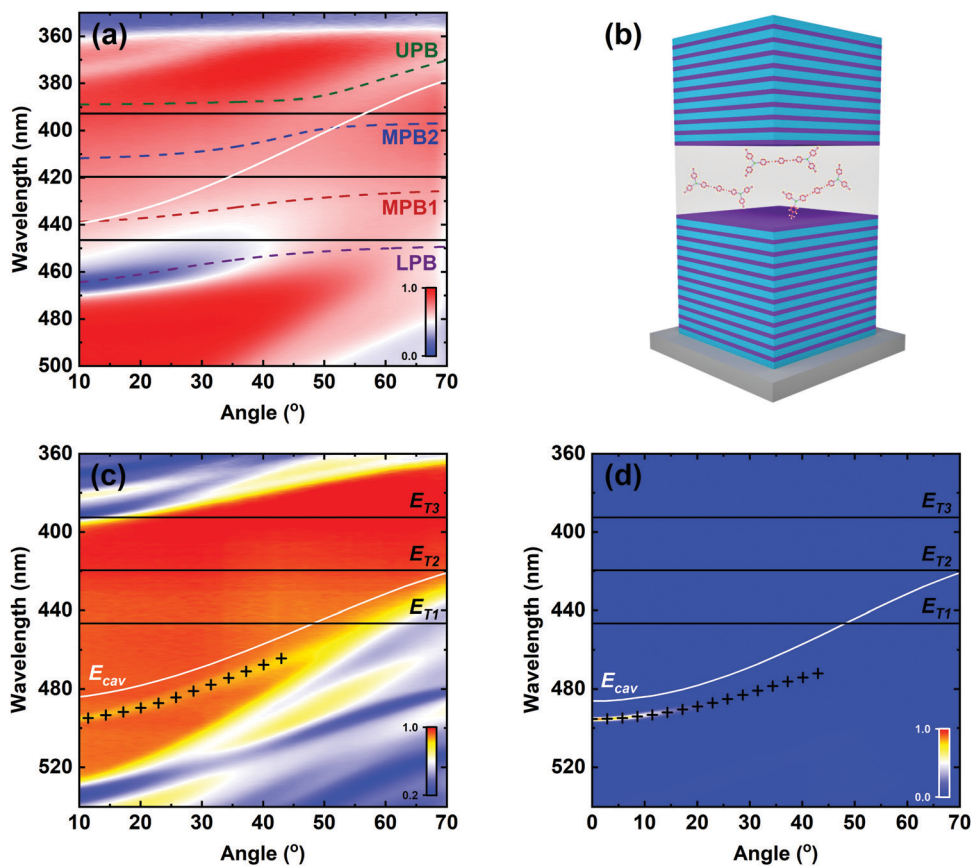 (a)
360
380
400
420
440
460
480
500
Wavelength (nm)
UPB
MPB2
MPB1
LPB
1.0
0.0
10 20 30 40 50 60 70
Angle (°)
(b)
(c)
360
400
440
480
520
Wavelength (nm)
E_T3
E_T2
E_T1
E_cav
1.0
0.2
10 20 30 40 50 60 70
Angle (°)
(d)
360
400
440
480
520
Wavelength (nm)
E_T3
E_T2
E_T1
E_cav
1.0
0.0
0 10 20 30 40 50 60 70
Angle (°)